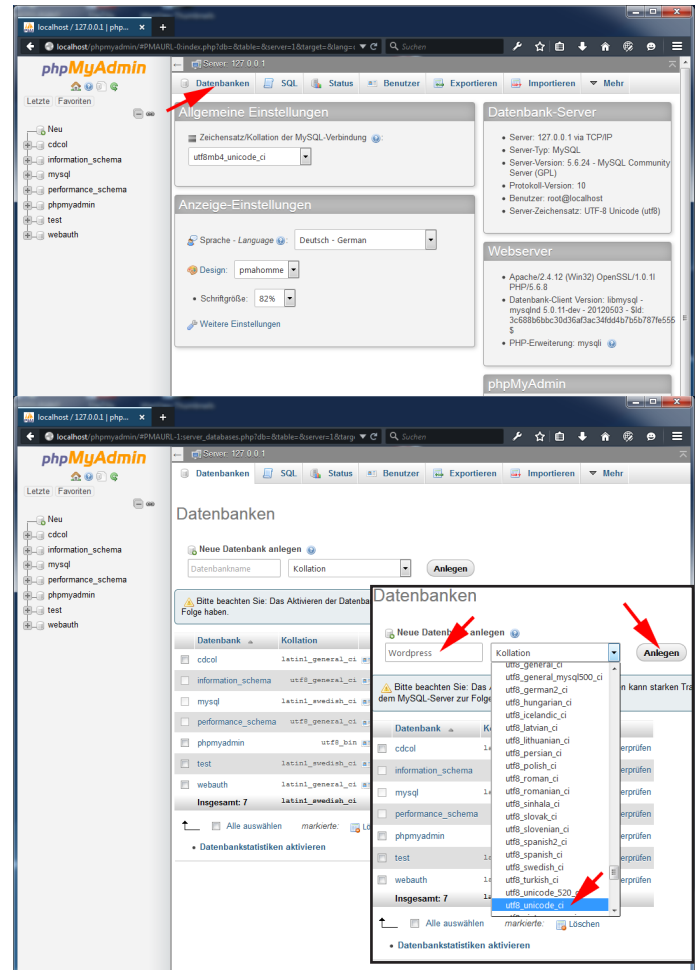 localhost / 127.0.0.1 | php... × +
localhost/phpmyadmin/#PMAURL-0:index.php?db=&table=&server=1&target=&lang= Suchen
phpMyAdmin
Letzte Favoriten
Neu
cdcol
information_schema
mysql
performance_schema
phpmyadmin
test
webauth
Server: 127.0.0.1
Datenbanken SQL Status Benutzer Exportieren Importieren Mehr
Allgemeine Einstellungen
Zeichensatz/Kollation der MySQL-Verbindung :
utf8mb4_unicode_ci
Anzeige-Einstellungen
Sprache - Language : Deutsch - German
Design: pmahomme
• Schriftgröße: 82%
Weitere Einstellungen
Datenbank-Server
• Server: 127.0.0.1 via TCP/IP
• Server-Typ: MySQL
• Server-Version: 5.6.24 - MySQL Community
Server (GPL)
• Protokoll-Version: 10
• Benutzer: root@localhost
• Server-Zeichensatz: UTF-8 Unicode (utf8)
Webserver
• Apache/2.4.12 (Win32) OpenSSL/1.0.1l
PHP/5.6.8
• Datenbank-Client Version: libmysql -
mysqlnd 5.0.11-dev - 20120503 - $Id:
3c688b6bbc30d36af3ac34fdd4b7b5b787fe5555
$
• PHP-Erweiterung: mysqli
phpMyAdmin
localhost / 127.0.0.1 | php... × +
localhost/phpmyadmin/#PMAURL-1:server_databases.php?db=&table=&server=1&targ Suchen
phpMyAdmin
Letzte Favoriten
Neu
cdcol
information_schema
mysql
performance_schema
phpmyadmin
test
webauth
Server: 127.0.0.1
Datenbanken SQL Status Benutzer Exportieren Importieren Mehr
Datenbanken
Neue Datenbank anlegen
Datenbankname Kollation Anlegen
Bitte beachten Sie: Das Aktivieren der Datenba
Folge haben.
Datenbank Kollation
cdcol latin1_general_ci
information_schema utf8_general_ci
mysql latin1_swedish_ci
performance_schema utf8_general_ci
phpmyadmin utf8_bin
test latin1_swedish_ci
webauth latin1_general_ci
Insgesamt: 7 latin1_swedish_ci
Alle auswählen markierte: Lö
• Datenbankstatistiken aktivieren
Datenbanken
Neue Datenbank anlegen
Wordpress Kollation Anlegen
utf8_general_ci
utf8_general_mysql500_ci
utf8_german2_ci
utf8_hungarian_ci
utf8_icelandic_ci
utf8_latvian_ci
utf8_lithuanian_ci
utf8_persian_ci
utf8_polish_ci
utf8_roman_ci
utf8_romanian_ci
utf8_sinhala_ci
utf8_slovak_ci
utf8_slovenian_ci
utf8_spanish2_ci
utf8_spanish_ci
utf8_swedish_ci
utf8_turkish_ci
utf8_unicode_520_
utf8_unicode_ci
Bitte beachten Sie: Das n kann starken Tra
dem MySQL-Server zur Folge
Datenbank K
cdcol la erprüfen
information_schema
mysql la erprüfen
performance_schema erprüfen
phpmyadmin erprüfen
test la erprüfen
webauth la erprüfen
Insgesamt: 7 la
Alle auswählen markierte: Löschen
• Datenbankstatistiken aktivieren